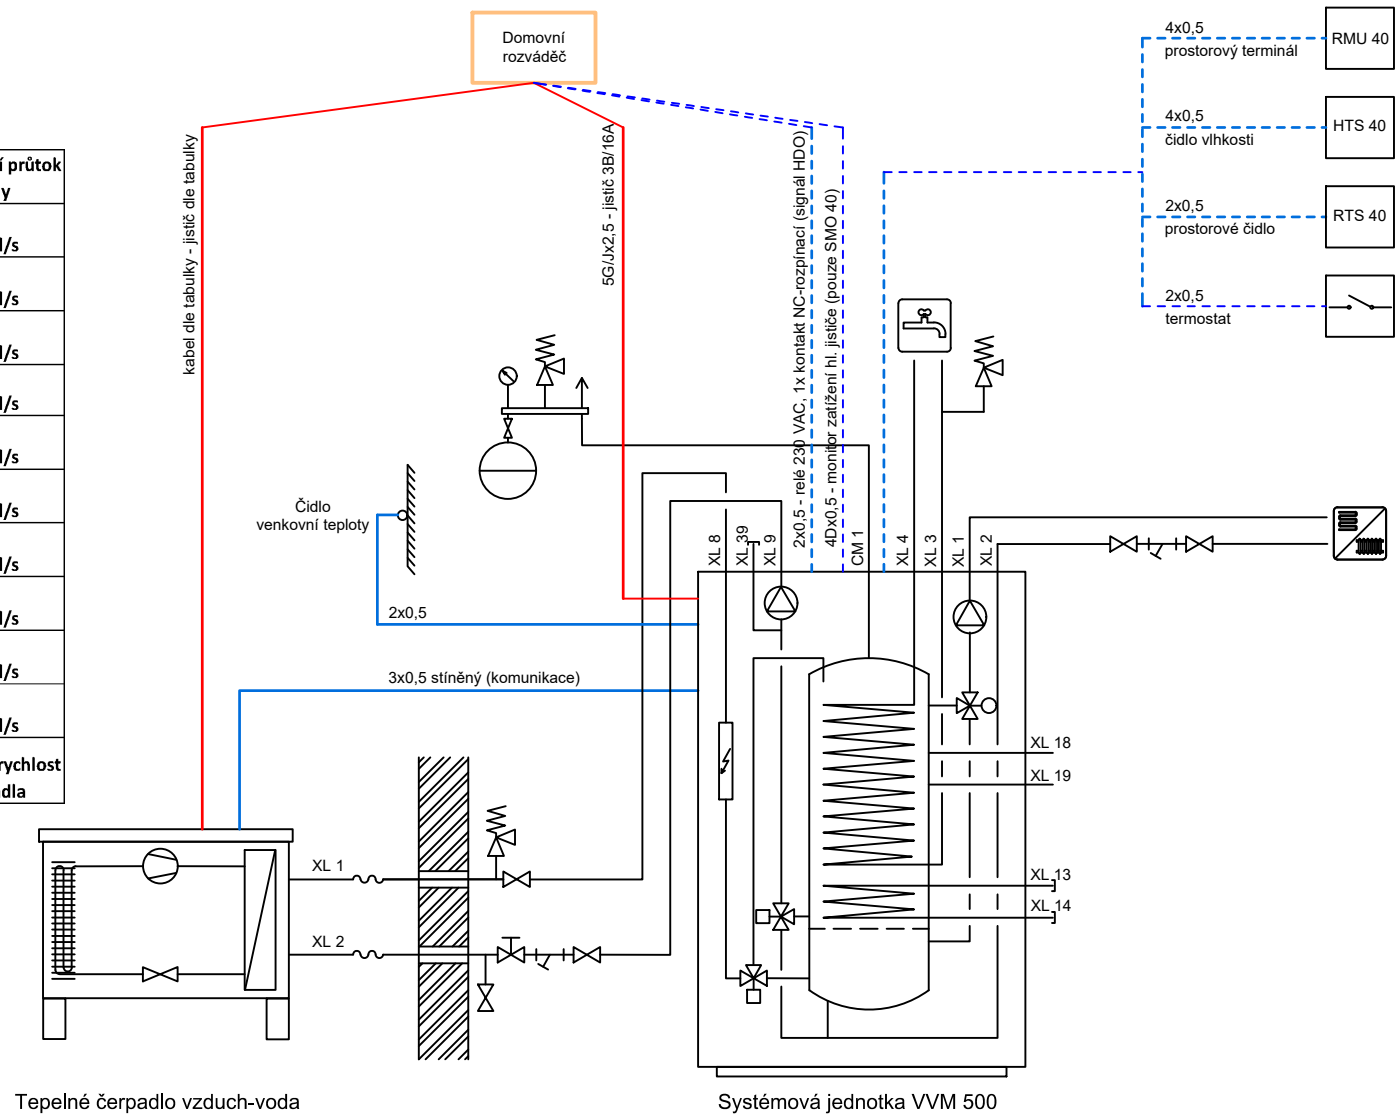 Domovní
rozváděč
4x0,5
prostorový terminál
RMU 40
4x0,5
čidlo vlhkosti
HTS 40
2x0,5
prostorové čidlo
RTS 40
2x0,5
termostat
í průtok
y
l/s
l/s
l/s
l/s
l/s
l/s
l/s
l/s
l/s
l/s
rychlost
dla
kabel dle tabulky - jistič dle tabulky
5G/Jx2,5 - jistič 3B/16A
2x0,5 - relé 230 VAC, 1x kontakt NC-rozpínací (signál HDO)
4Dx0,5 - monitor zatížení hl. jističe (pouze SMO 40)
Čidlo
venkovní teploty
XL 8
XL 39
XL 9
CM 1
XL 4
XL 3
XL 1
XL 2
2x0,5
3x0,5 stíněný (komunikace)
XL 18
XL 19
XL 13
XL 14
XL 1
XL 2
Tepelné čerpadlo vzduch-voda
Systémová jednotka VVM 500